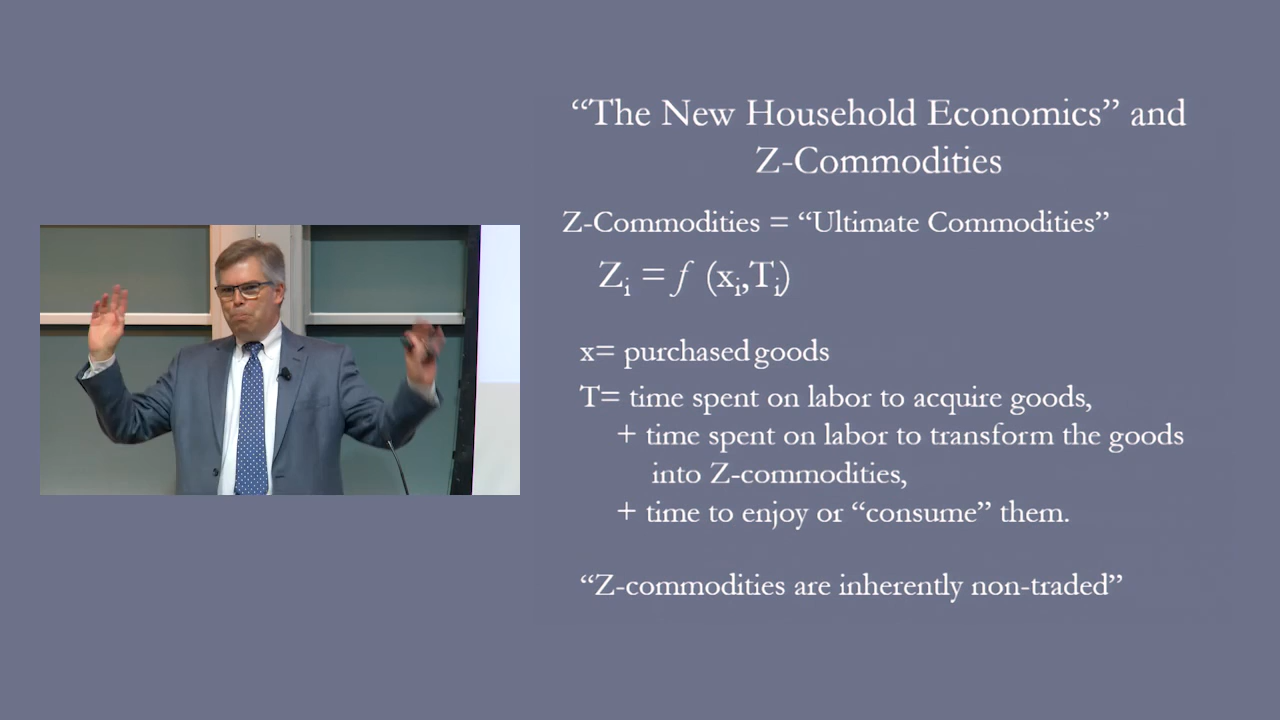 “The New Household Economics” and
Z-Commodities
Z-Commodities = “Ultimate Commodities”
Zᵢ = f (xᵢ,Tᵢ)
x= purchased goods
T= time spent on labor to acquire goods,
+ time spent on labor to transform the goods
into Z-commodities,
+ time to enjoy or “consume” them.
“Z-commodities are inherently non-traded”